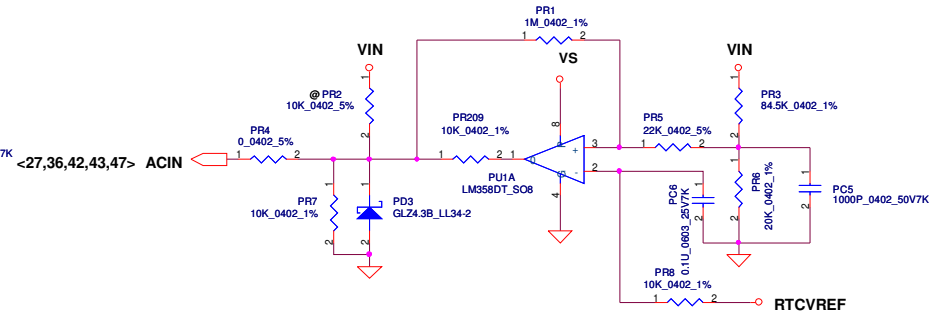 PR1
1M_0402_1%
1
2
VIN
VS
VIN
1
@ PR2
10K_0402_5%
2
1
PR3
84.5K_0402_1%
2
7K
<27,36,42,43,47> ACIN
PR4
0_0402_5%
1
2
PR209
10K_0402_1%
2
1
1
8
P
+
3
-
2
O
G
4
PU1A
LM358DT_SO8
PR5
22K_0402_5%
1
2
1
PR6
20K_0402_1%
2
1
PC5
1000P_0402_50V7K
2
1
PC6
0.1U_0603_25V7K
2
1
PR7
10K_0402_1%
2
1
PD3
GLZ4.3B_LL34-2
2
PR8
10K_0402_1%
1
2
RTCVREF